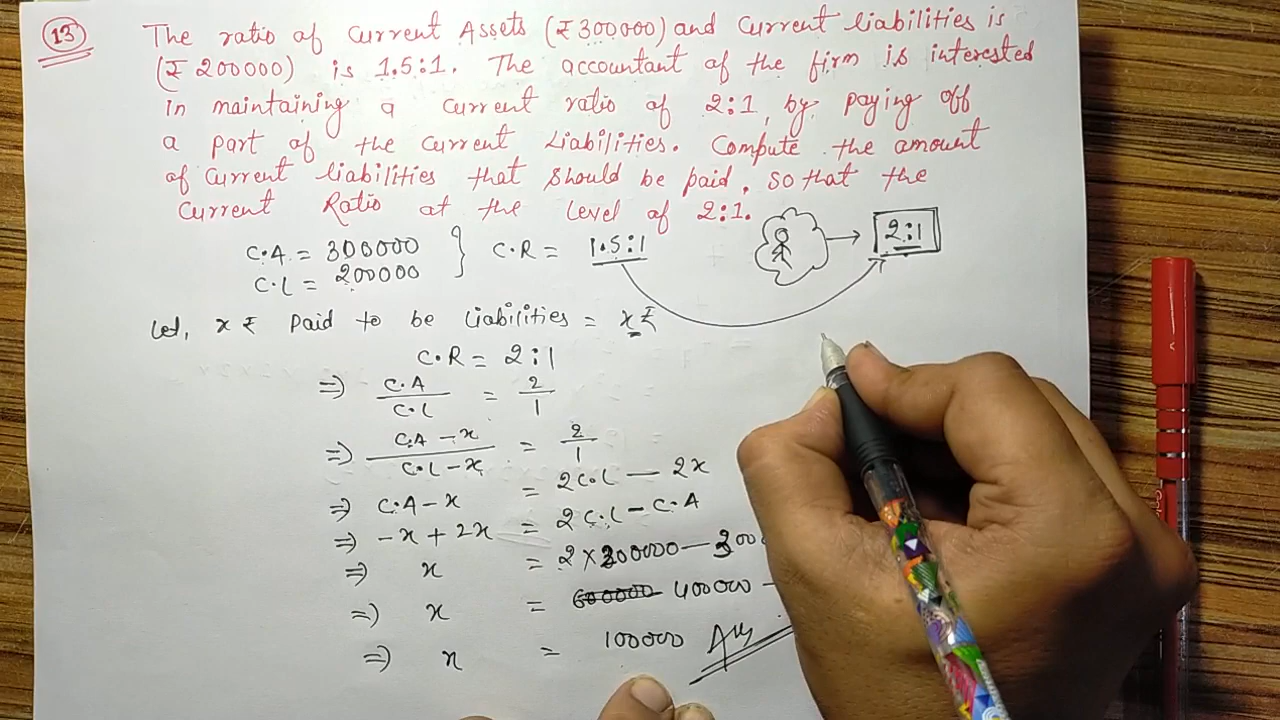 13
The ratio of Current Assets (₹300000) and Current liabilities is
(₹ 200000) is 1.5:1. The accountant of the firm is interested
in maintaining a current ratio of 2:1, by paying off
a part of the current Liabilities. Compute the amount
of Current liabilities that should be paid, so that the
Current Ratio at the level of 2:1.
C.A = 300000 } C.R = 1.5:1 → 2:1
C.L = 200000
Let, x ₹ Paid to be Liabilities = x ₹
C.R = 2:1
⇒ C.A / C.L = 2/1
⇒ C.A - x / C.L - x = 2/1
⇒ C.A - x = 2C.L - 2x
⇒ -x + 2x = 2C.L - C.A
⇒ x = 2 × 200000 - 300
⇒ x = 600000 400000 -
⇒ x = 100000 Ans